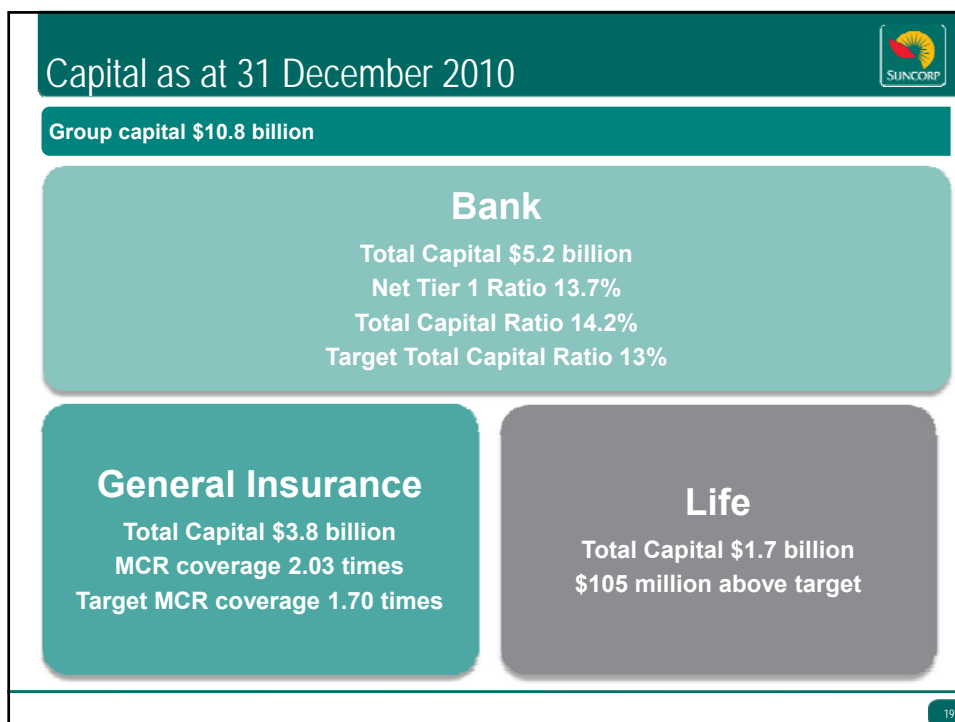 Capital as at 31 December 2010
SUNCORP
Group capital $10.8 billion
Bank
Total Capital $5.2 billion
Net Tier 1 Ratio 13.7%
Total Capital Ratio 14.2%
Target Total Capital Ratio 13%
General Insurance
Total Capital $3.8 billion
MCR coverage 2.03 times
Target MCR coverage 1.70 times
Life
Total Capital $1.7 billion
$105 million above target
19